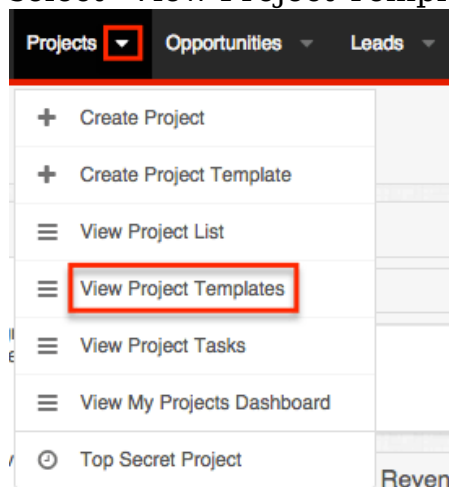 Projects Opportunities Leads
Create Project
Create Project Template
View Project List
View Project Templates
View Project Tasks
View My Projects Dashboard
Top Secret Project